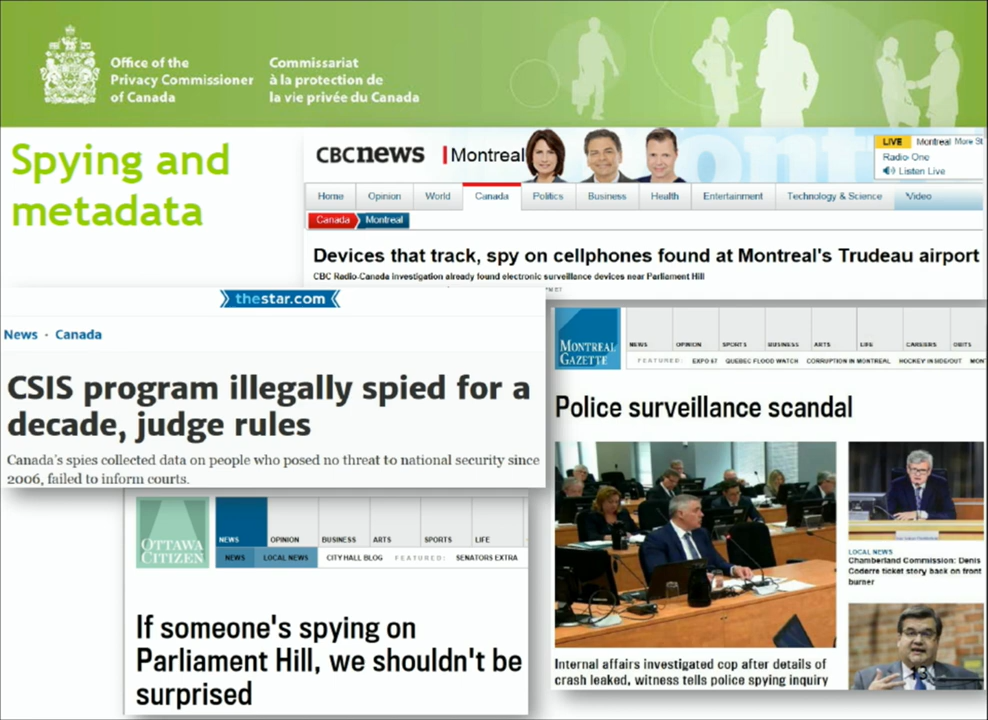 Office of the
Privacy Commissioner
of Canada
Commissariat
à la protection de
la vie privée du Canada
Spying and
metadata
CBCnews
Montreal
LIVE Montreal More St
Radio One
Listen Live
Home Opinion World Canada Politics Business Health Entertainment Technology & Science Video
Canada Montreal
Devices that track, spy on cellphones found at Montreal's Trudeau airport
CBC Radio-Canada investigation already found electronic surveillance devices near Parliament Hill
thestar.com
News · Canada
CSIS program illegally spied for a
decade, judge rules
Canada's spies collected data on people who posed no threat to national security since
2006, failed to inform courts.
MONTREAL
GAZETTE
NEWS OPINION SPORTS BUSINESS ARTS LIFE CAREERS OBITS
FEATURED: EXPO 67 QUEBEC FLOOD WATCH CORRUPTION IN MONTREAL HOCKEY INSIDE/OUT MON
Police surveillance scandal
LOCAL NEWS
Chamberland Commission: Denis
Coderre ticket story back on front
burner
Internal affairs investigated cop after details of
crash leaked, witness tells police spying inquiry
13
OTTAWA
CITIZEN
NEWS OPINION BUSINESS ARTS SPORTS LIFE
NEWS LOCAL NEWS CITY HALL BLOG FEATURED: SENATORS EXTRA
If someone's spying on
Parliament Hill, we shouldn't be
surprised